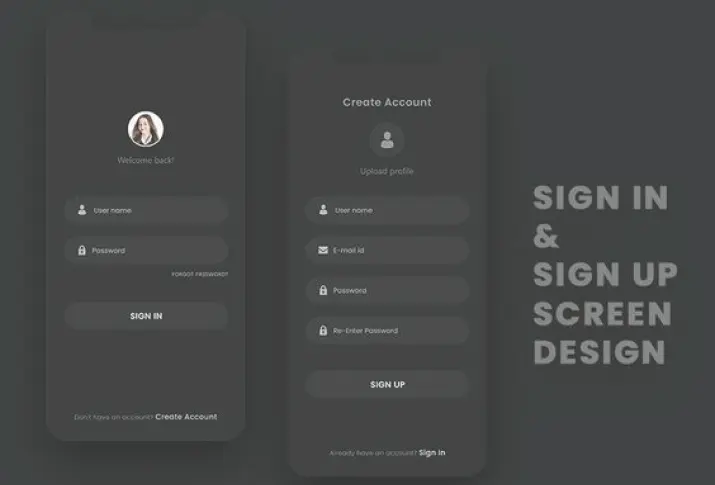 Welcome back!
User name
Password
FORGOT PASSWORD?
SIGN IN
Don't have an account? Create Account
Create Account
Upload profile
User name
E-mail id
Password
Re-Enter Password
SIGN UP
Already have an account? Sign in
SIGN IN
&
SIGN UP
SCREEN
DESIGN